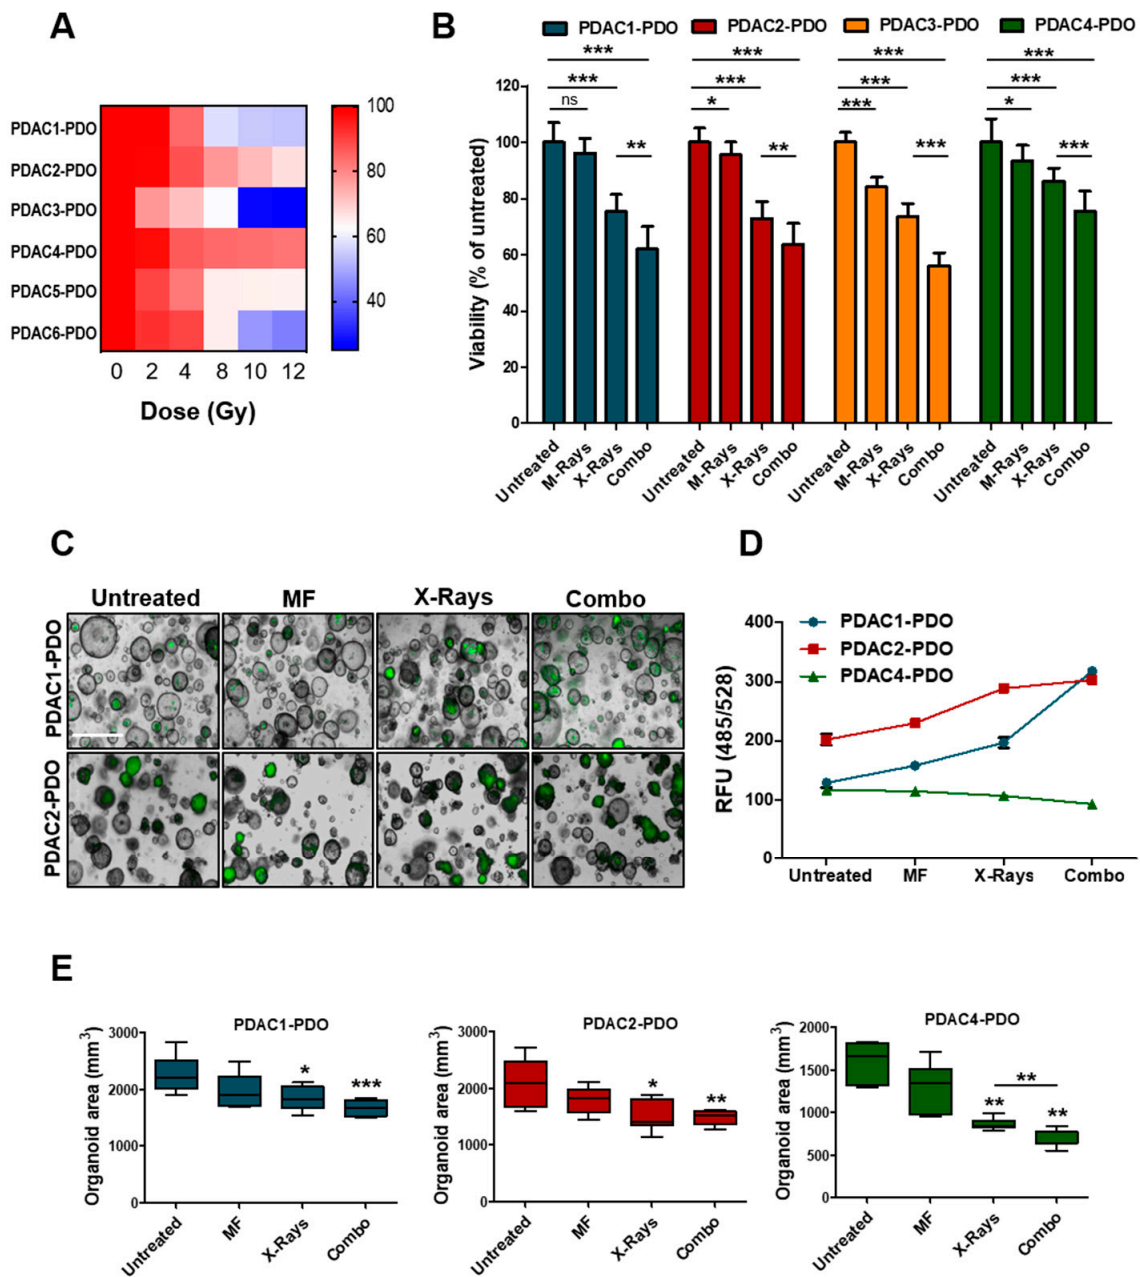 A
PDAC1-PDO
PDAC2-PDO
PDAC3-PDO
PDAC4-PDO
PDAC5-PDO
PDAC6-PDO
0 2 4 8 10 12
Dose (Gy)
100
80
60
40
B
PDAC1-PDO PDAC2-PDO PDAC3-PDO PDAC4-PDO
*** *** *** ***
*** *** *** ***
ns * *** *
** ** *** ***
Viability (% of untreated)
120
100
80
60
40
20
0
Untreated M-Rays X-Rays Combo Untreated M-Rays X-Rays Combo Untreated M-Rays X-Rays Combo Untreated M-Rays X-Rays Combo
C
Untreated MF X-Rays Combo
PDAC1-PDO
PDAC2-PDO
D
PDAC1-PDO
PDAC2-PDO
PDAC4-PDO
RFU (485/528)
400
300
200
100
0
Untreated MF X-Rays Combo
E
PDAC1-PDO
Organoid area (mm³)
3000
2000
1000
0
* ***
Untreated MF X-Rays Combo
PDAC2-PDO
Organoid area (mm³)
3000
2000
1000
0
* **
Untreated MF X-Rays Combo
PDAC4-PDO
Organoid area (mm³)
2000
1500
1000
500
0
**
** **
Untreated MF X-Rays Combo